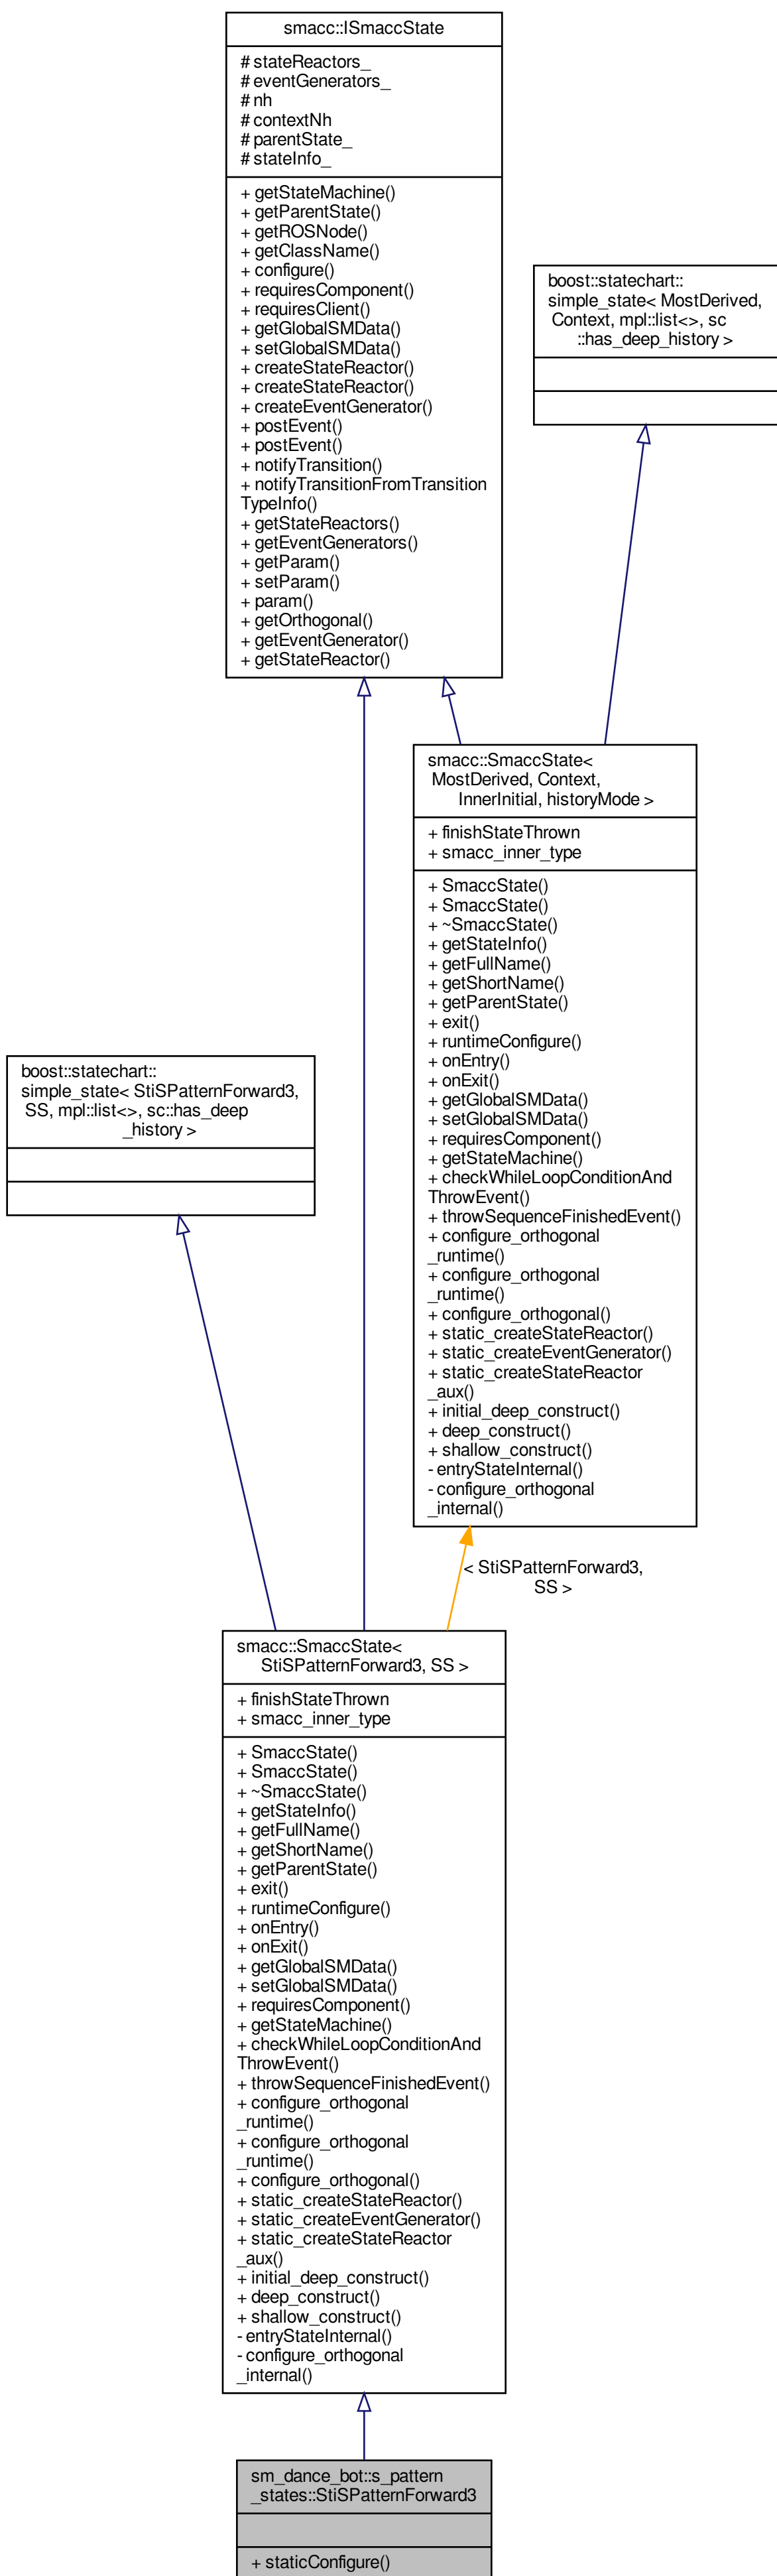 smacc::ISmaccState
# stateReactors_
# eventGenerators_
# nh
# contextNh
# parentState_
# stateInfo_
+ getStateMachine()
+ getParentState()
+ getROSNode()
+ getClassName()
+ configure()
+ requiresComponent()
+ requiresClient()
+ getGlobalSMData()
+ setGlobalSMData()
+ createStateReactor()
+ createStateReactor()
+ createEventGenerator()
+ postEvent()
+ postEvent()
+ notifyTransition()
+ notifyTransitionFromTransition
TypeInfo()
+ getStateReactors()
+ getEventGenerators()
+ getParam()
+ setParam()
+ param()
+ getOrthogonal()
+ getEventGenerator()
+ getStateReactor()
boost::statechart::
simple_state< MostDerived,
Context, mpl::list<>, sc
::has_deep_history >
smacc::SmaccState<
MostDerived, Context,
InnerInitial, historyMode >
+ finishStateThrown
+ smacc_inner_type
+ SmaccState()
+ SmaccState()
+ ~SmaccState()
+ getStateInfo()
+ getFullName()
+ getShortName()
+ getParentState()
+ exit()
+ runtimeConfigure()
+ onEntry()
+ onExit()
+ getGlobalSMData()
+ setGlobalSMData()
+ requiresComponent()
+ getStateMachine()
+ checkWhileLoopConditionAnd
ThrowEvent()
+ throwSequenceFinishedEvent()
+ configure_orthogonal
_runtime()
+ configure_orthogonal
_runtime()
+ configure_orthogonal()
+ static_createStateReactor()
+ static_createEventGenerator()
+ static_createStateReactor
_aux()
+ initial_deep_construct()
+ deep_construct()
+ shallow_construct()
- entryStateInternal()
- configure_orthogonal
_internal()
boost::statechart::
simple_state< StiSPatternForward3,
SS, mpl::list<>, sc::has_deep
_history >
< StiSPatternForward3,
SS >
smacc::SmaccState<
StiSPatternForward3, SS >
+ finishStateThrown
+ smacc_inner_type
+ SmaccState()
+ SmaccState()
+ ~SmaccState()
+ getStateInfo()
+ getFullName()
+ getShortName()
+ getParentState()
+ exit()
+ runtimeConfigure()
+ onEntry()
+ onExit()
+ getGlobalSMData()
+ setGlobalSMData()
+ requiresComponent()
+ getStateMachine()
+ checkWhileLoopConditionAnd
ThrowEvent()
+ throwSequenceFinishedEvent()
+ configure_orthogonal
_runtime()
+ configure_orthogonal
_runtime()
+ configure_orthogonal()
+ static_createStateReactor()
+ static_createEventGenerator()
+ static_createStateReactor
_aux()
+ initial_deep_construct()
+ deep_construct()
+ shallow_construct()
- entryStateInternal()
- configure_orthogonal
_internal()
sm_dance_bot::s_pattern
_states::StiSPatternForward3
+ staticConfigure()